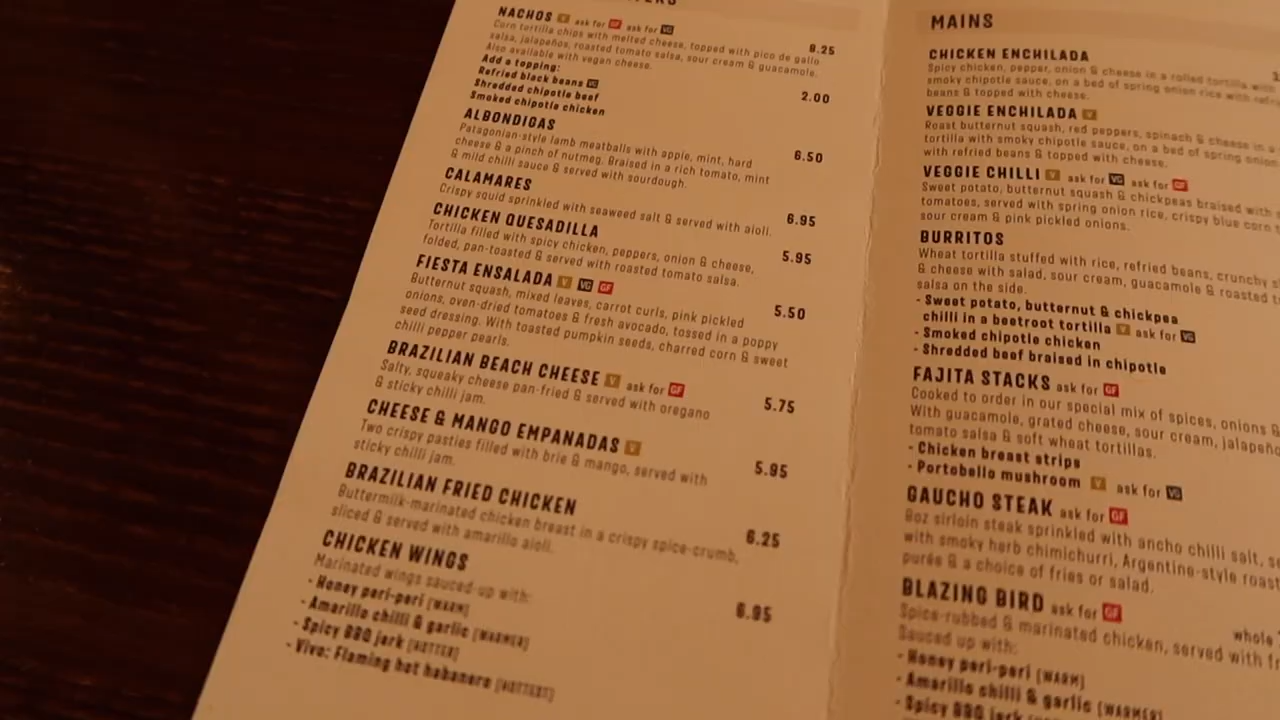 NACHOS V ask for GF ask for VG
8.25
Corn tortilla chips with melted cheese, topped with pico de gallo
salsa, jalapeños, roasted tomato salsa, sour cream & guacamole.
Also available with vegan cheese.
Add a topping:
2.00
Refried black beans VG
Shredded chipotle beef
Smoked chipotle chicken
ALBONDIGAS
6.50
Patagonian-style lamb meatballs with apple, mint, hard
cheese & a pinch of nutmeg. Braised in a rich tomato, mint
& mild chilli sauce & served with sourdough.
CALAMARES
6.95
Crispy squid sprinkled with seaweed salt & served with aioli.
CHICKEN QUESADILLA
5.95
Tortilla filled with spicy chicken, peppers, onion & cheese,
folded, pan-toasted & served with roasted tomato salsa.
FIESTA ENSALADA V VG GF
5.50
Butternut squash, mixed leaves, carrot curls, pink pickled
onions, oven-dried tomatoes & fresh avocado, tossed in a poppy
seed dressing. With toasted pumpkin seeds, charred corn & sweet
chilli pepper pearls.
BRAZILIAN BEACH CHEESE V ask for GF
5.75
Salty, squeaky cheese pan-fried & served with oregano
& sticky chilli jam.
CHEESE & MANGO EMPANADAS V
5.95
Two crispy pasties filled with brie & mango, served with
sticky chilli jam.
BRAZILIAN FRIED CHICKEN
6.25
Buttermilk-marinated chicken breast in a crispy spice-crumb,
sliced & served with amarillo aioli.
CHICKEN WINGS
6.95
Marinated wings sauced up with:
- Honey peri-peri [WARM]
- Amarillo chilli & garlic [WARMER]
- Spicy BBQ jerk [HOTTER]
- Viva: Flaming hot habanero [HOTTEST]
MAINS
CHICKEN ENCHILADA
Spicy chicken, pepper, onion & cheese in a rolled tortilla with
smoky chipotle sauce, on a bed of spring onion rice with
beans & topped with cheese.
VEGGIE ENCHILADA V
Roast butternut squash, red peppers, spinach & cheese in a
tortilla with smoky chipotle sauce, on a bed of spring onion
with refried beans & topped with cheese.
VEGGIE CHILLI V ask for VG ask for GF
Sweet potato, butternut squash & chickpeas braised with
tomatoes, served with spring onion rice, crispy blue corn
sour cream & pink pickled onions.
BURRITOS
Wheat tortilla stuffed with rice, refried beans, crunchy
& cheese with salad, sour cream, guacamole & roasted
salsa on the side.
- Sweet potato, butternut & chickpea
chilli in a beetroot tortilla V ask for VG
- Smoked chipotle chicken
- Shredded beef braised in chipotle
FAJITA STACKS ask for GF
Cooked to order in our special mix of spices, onions &
With guacamole, grated cheese, sour cream, jalapeño
tomato salsa & soft wheat tortillas.
- Chicken breast strips
- Portobello mushroom V ask for VG
GAUCHO STEAK ask for GF
8oz sirloin steak sprinkled with ancho chilli salt,
with smoky herb chimichurri, Argentine-style roast
purée & a choice of fries or salad.
BLAZING BIRD ask for GF
whole
Spice-rubbed & marinated chicken, served with
Sauced up with:
- Honey peri-peri [WARM]
- Amarillo chilli & garlic [WARMER]
- Spicy BBQ jerk